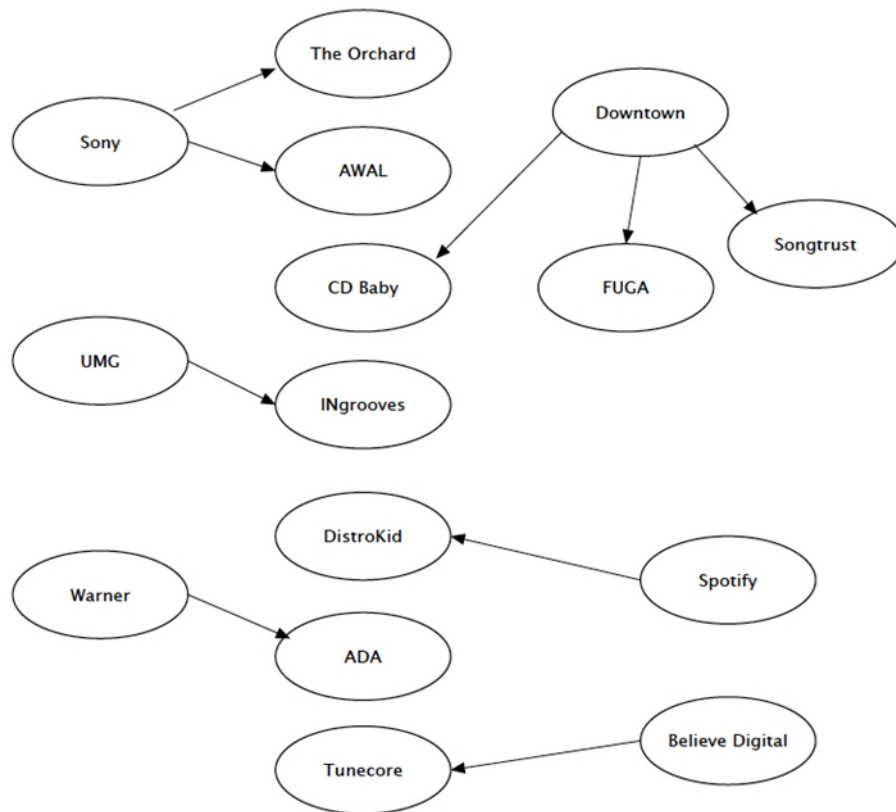 The Orchard
Downtown
Sony
AWAL
Songtrust
CD Baby
FUGA
UMG
INgrooves
DistroKid
Spotify
Warner
ADA
Believe Digital
Tunecore